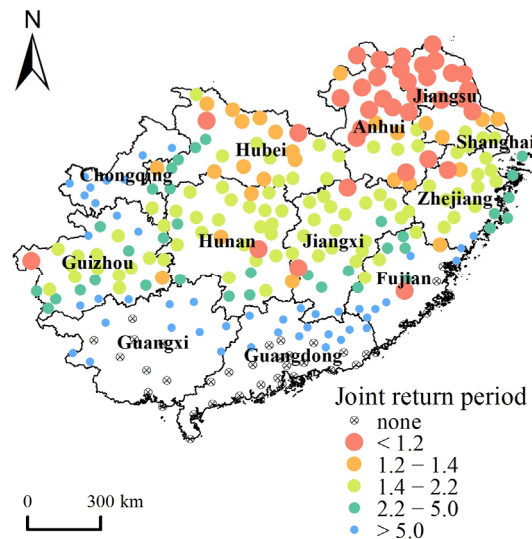 N
Jiangsu
Anhui
Shanghai
Hubei
Chongqing
Zhejiang
Hunan
Jiangxi
Guizhou
Fujian
Guangxi
Guangdong
Joint return period
none
< 1.2
1.2 − 1.4
1.4 − 2.2
2.2 − 5.0
> 5.0
0 300 km